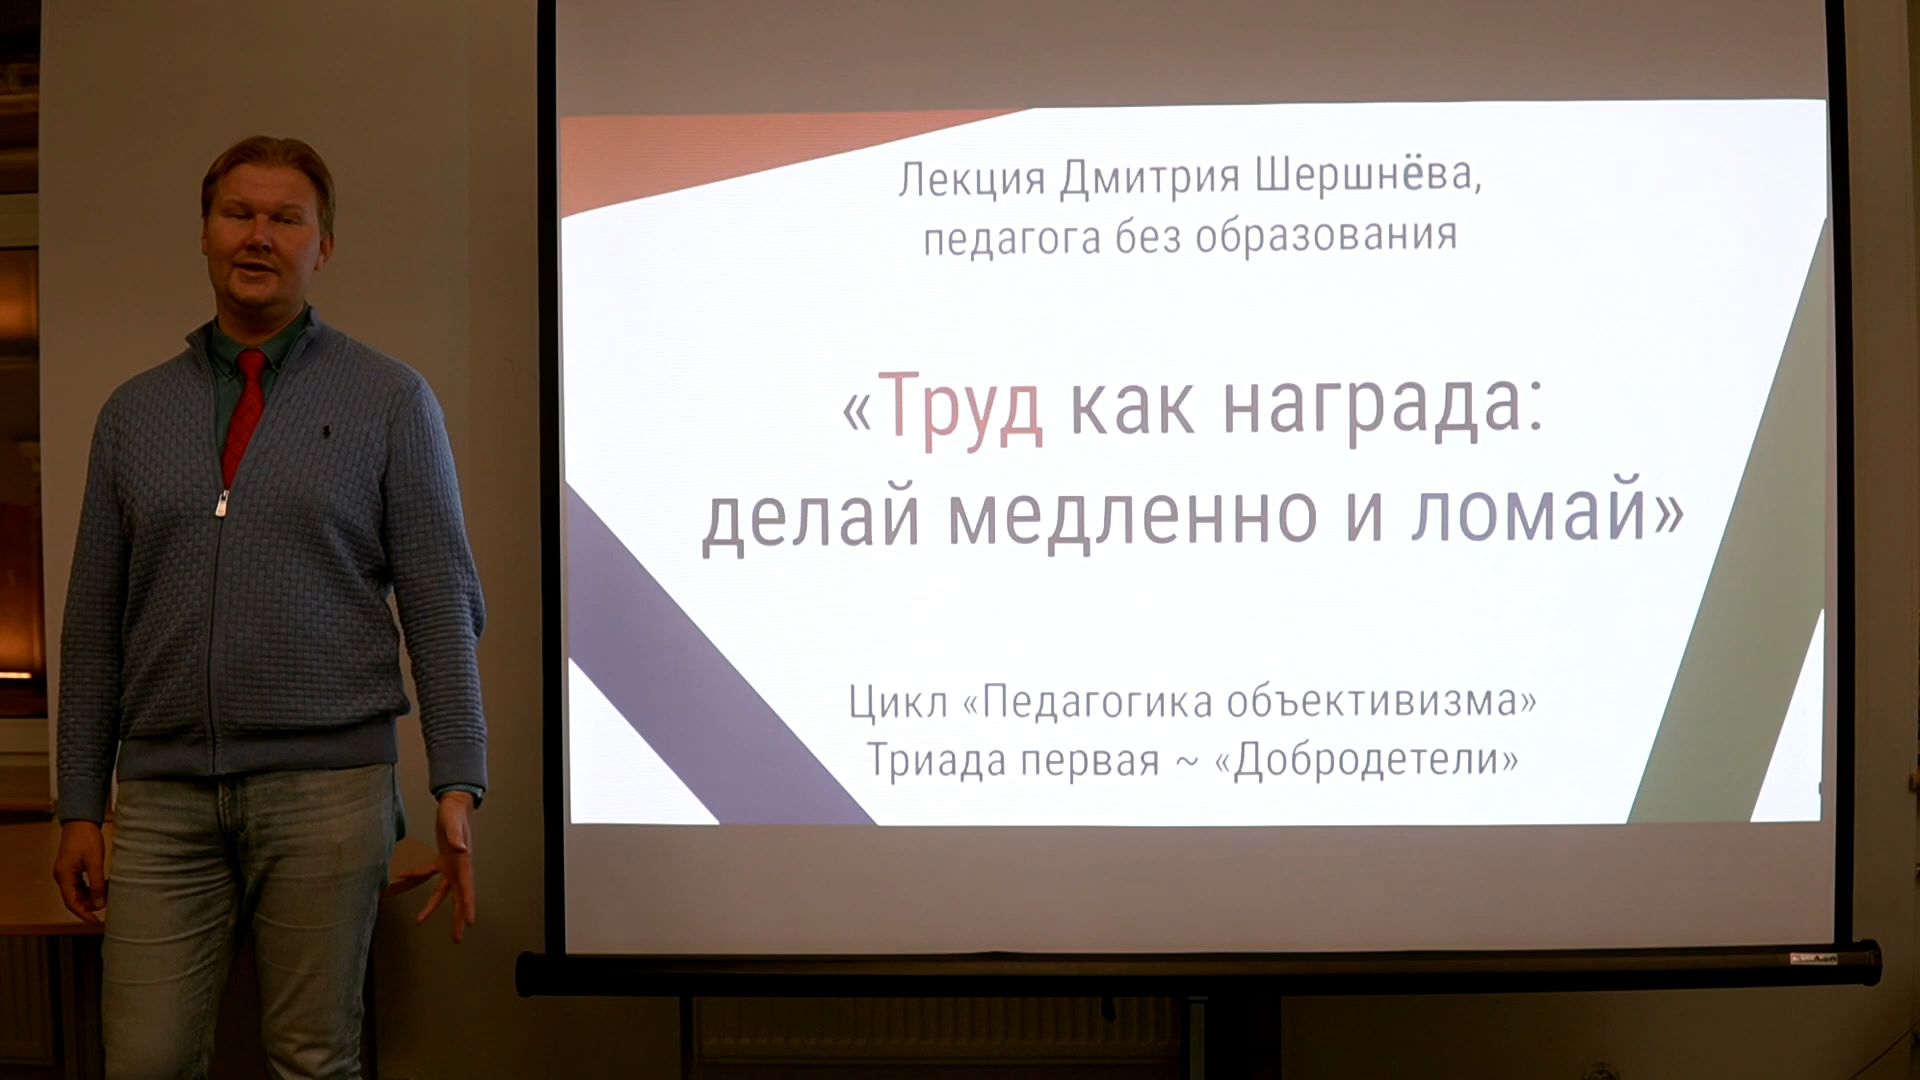 Лекция Дмитрия Шершнёва,
педагога без образования
«Труд как награда:
делай медленно и ломай»
Цикл «Педагогика объективизма»
Триада первая ~ «Добродетели»